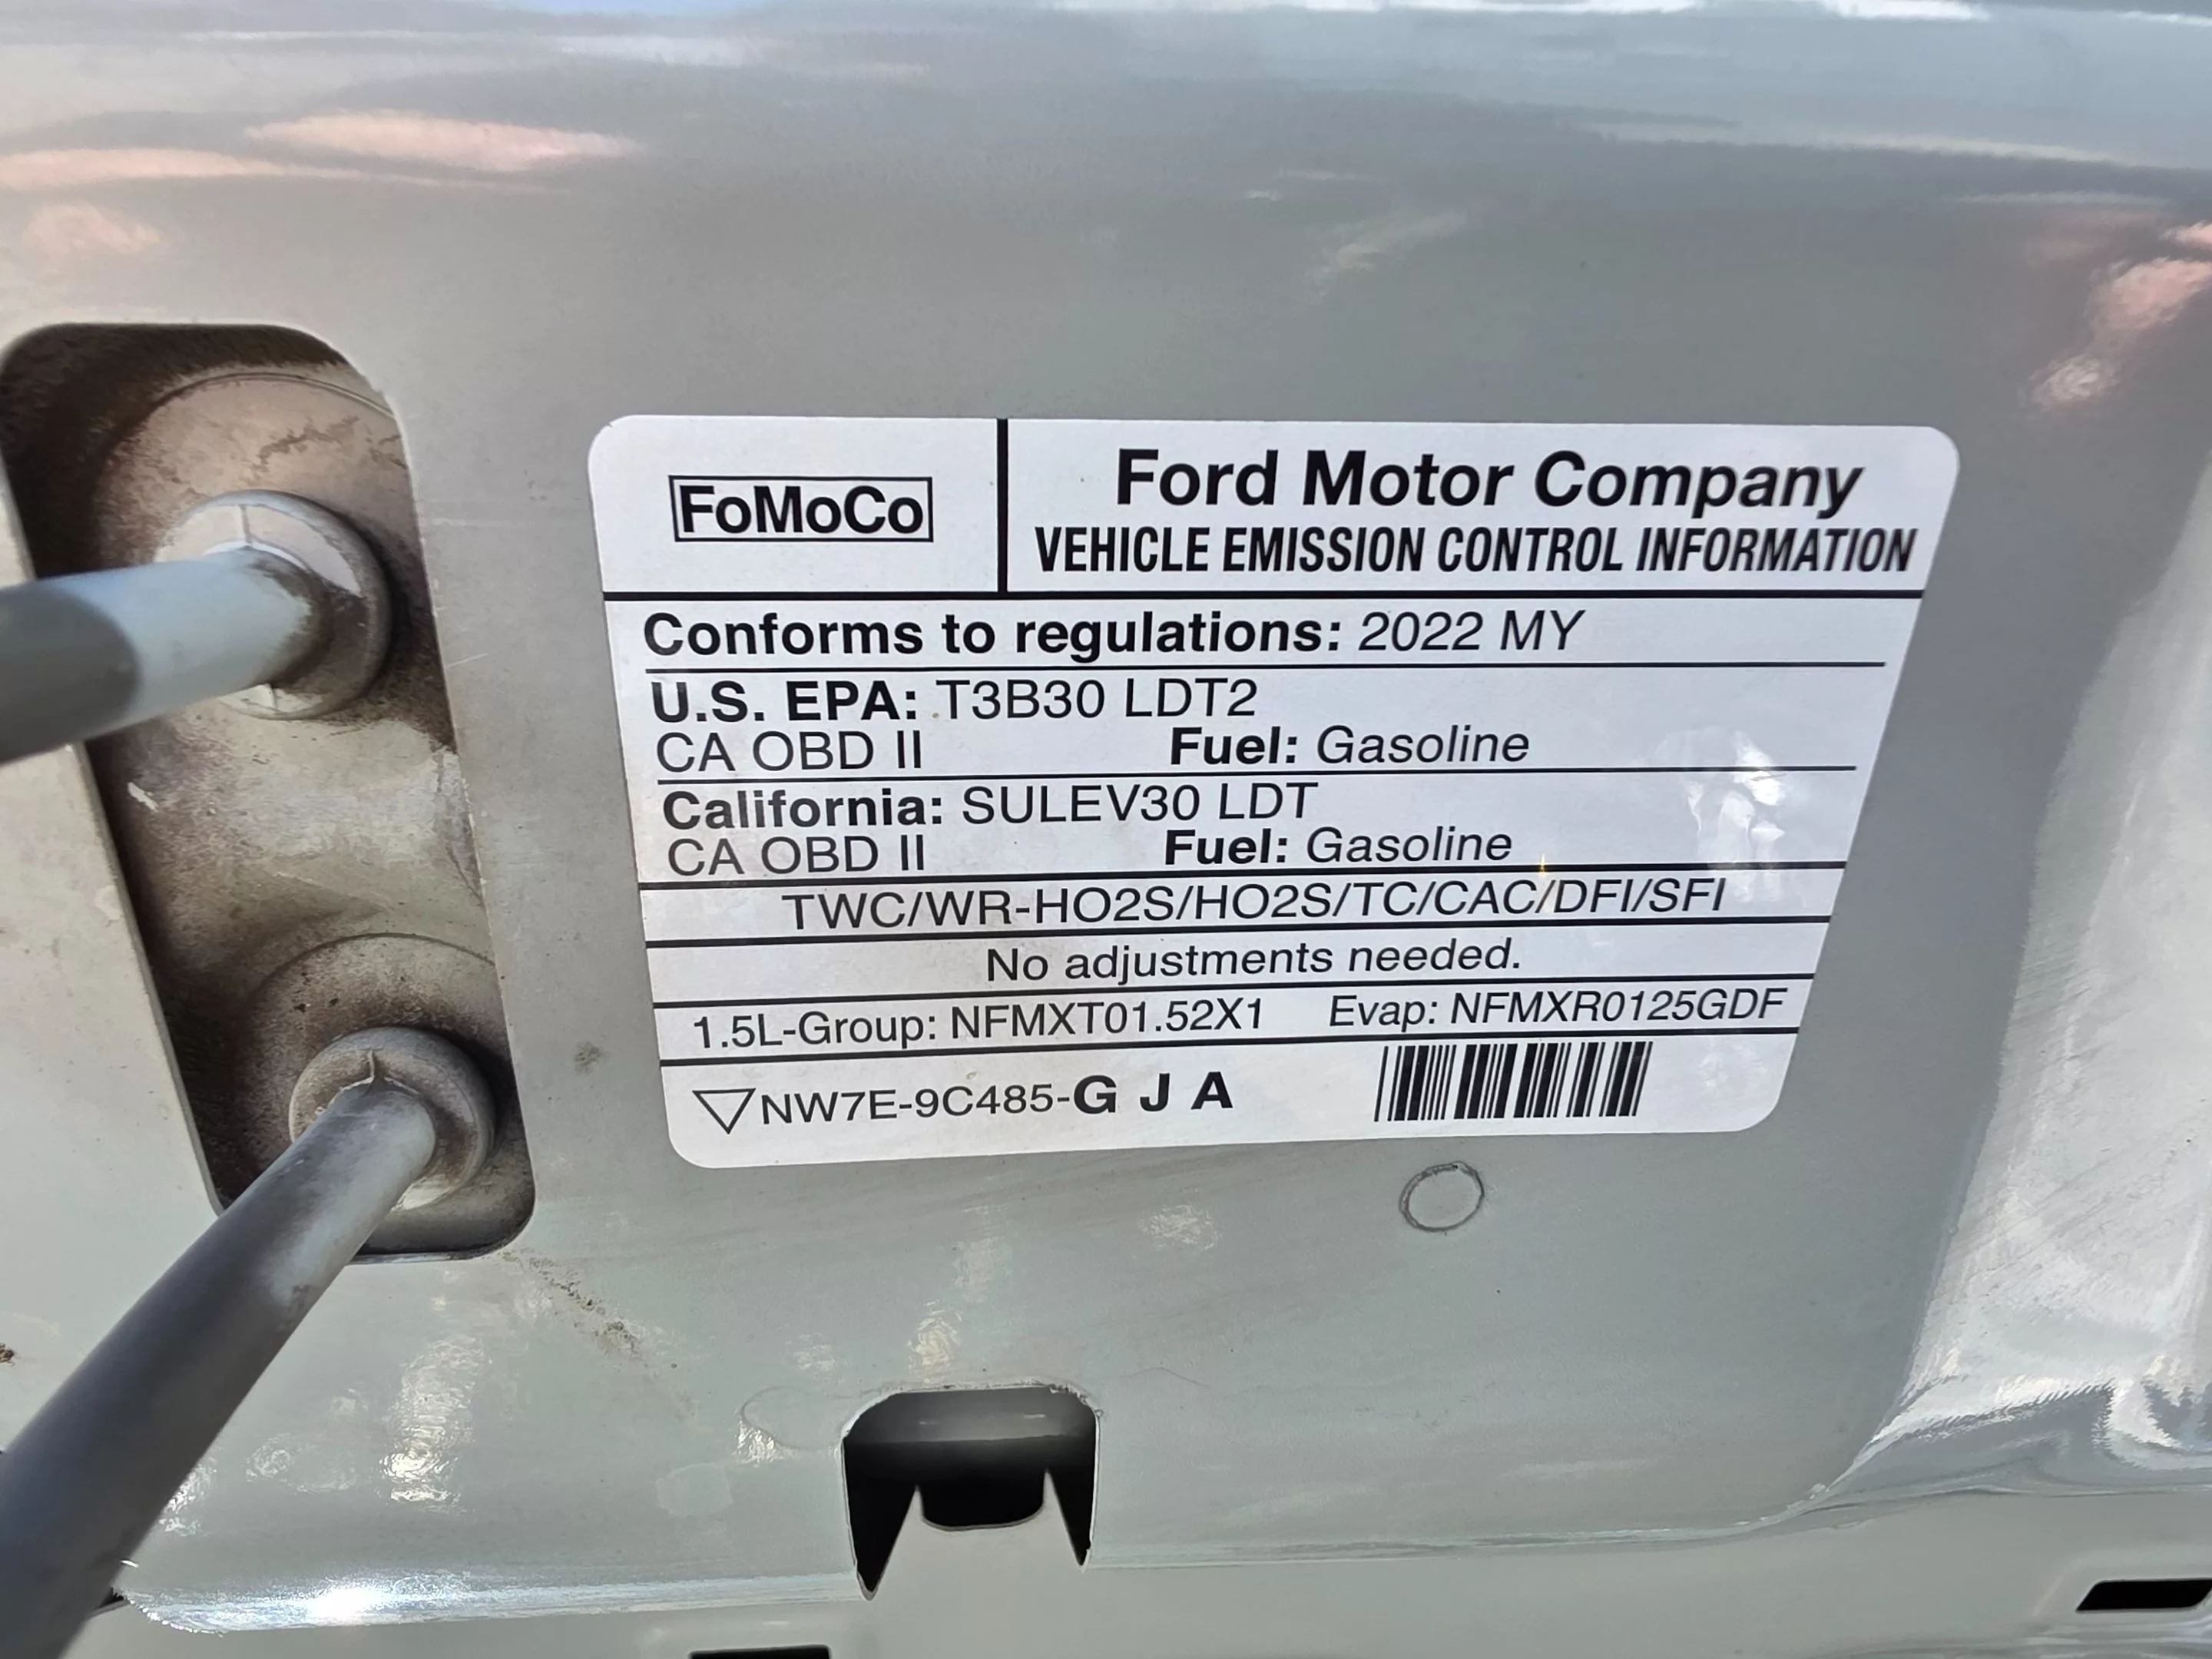 FoMoCo
Ford Motor Company
VEHICLE EMISSION CONTROL INFORMATION
Conforms to regulations: 2022 MY
U.S. EPA: T3B30 LDT2
CA OBD II Fuel: Gasoline
California: SULEV30 LDT
CA OBD II Fuel: Gasoline
TWC/WR-HO2S/HO2S/TC/CAC/DFI/SFI
No adjustments needed.
1.5L-Group: NFMXT01.52X1 Evap: NFMXR0125GDF
NW7E-9C485-G J A